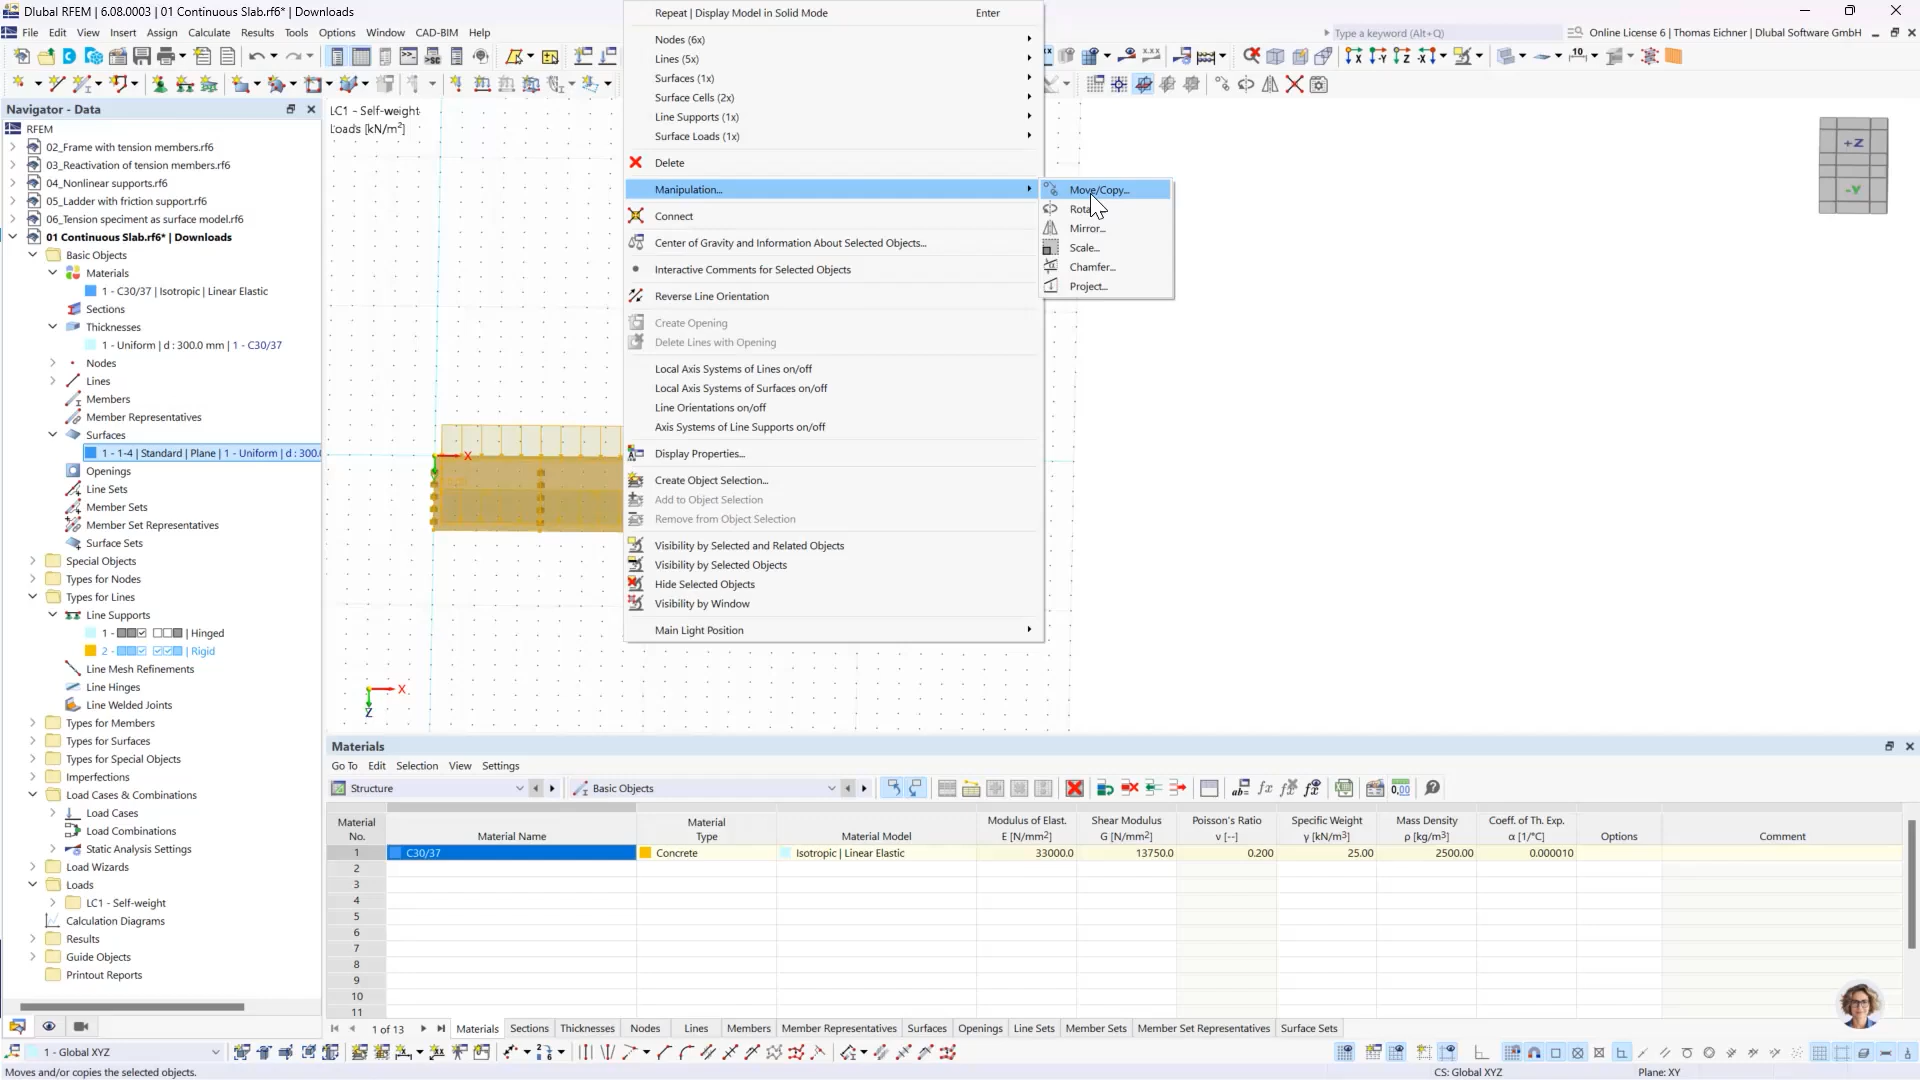 Dlubal RFEM | 6.08.0003 | 01 Continuous Slab.rf6* | Downloads
File Edit View Insert Assign Calculate Results Tools Options Window CAD-BIM Help
Type a keyword (Alt+Q)
Online License 6 | Thomas Eichner | Dlubal Software GmbH
Navigator - Data
RFEM
02_Frame with tension members.rf6
03_Reactivation of tension members.rf6
04_Nonlinear supports.rf6
05_Ladder with friction support.rf6
06_Tension speciment as surface model.rf6
01 Continuous Slab.rf6* | Downloads
Basic Objects
Materials
1 - C30/37 | Isotropic | Linear Elastic
Sections
Thicknesses
1 - Uniform | d : 300.0 mm | 1 - C30/37
Nodes
Lines
Members
Member Representatives
Surfaces
1 - 1-4 | Standard | Plane | 1 - Uniform | d : 300.
Openings
Line Sets
Member Sets
Member Set Representatives
Surface Sets
Special Objects
Types for Nodes
Types for Lines
Line Supports
1 - | Hinged
2 - | Rigid
Line Mesh Refinements
Line Hinges
Line Welded Joints
Types for Members
Types for Surfaces
Types for Special Objects
Imperfections
Load Cases & Combinations
Load Cases
Load Combinations
Static Analysis Settings
Load Wizards
Loads
LC1 - Self-weight
Calculation Diagrams
Results
Guide Objects
Printout Reports
LC1 - Self-weight
Loads [kN/m²]
X
X
Z
+Z
-Y
Repeat | Display Model in Solid Mode Enter
Nodes (6x)
Lines (5x)
Surfaces (1x)
Surface Cells (2x)
Line Supports (1x)
Surface Loads (1x)
Delete
Manipulation...
Connect
Center of Gravity and Information About Selected Objects...
Interactive Comments for Selected Objects
Reverse Line Orientation
Create Opening
Delete Lines with Opening
Local Axis Systems of Lines on/off
Local Axis Systems of Surfaces on/off
Line Orientations on/off
Axis Systems of Line Supports on/off
Display Properties...
Create Object Selection...
Add to Object Selection
Remove from Object Selection
Visibility by Selected and Related Objects
Visibility by Selected Objects
Hide Selected Objects
Visibility by Window
Main Light Position
Move/Copy...
Mirror...
Scale...
Chamfer...
Project...
Materials
Go To Edit Selection View Settings
Structure
Basic Objects
Material No. Material Name Material Type Material Model Modulus of Elast. E [N/mm2] Shear Modulus G [N/mm2] Poisson's Ratio ν [--] Specific Weight γ [kN/m3] Mass Density ρ [kg/m3] Coeff. of Th. Exp. α [1/°C] Options Comment
1 C30/37 Concrete Isotropic | Linear Elastic 33000.0 13750.0 0.200 25.00 2500.00 0.000010
2
3
4
5
6
7
8
9
10
11
1 of 13 Materials Sections Thicknesses Nodes Lines Members Member Representatives Surfaces Openings Line Sets Member Sets Member Set Representatives Surface Sets
1 - Global XYZ
Moves and/or copies the selected objects.
CS: Global XYZ
Plane: XY